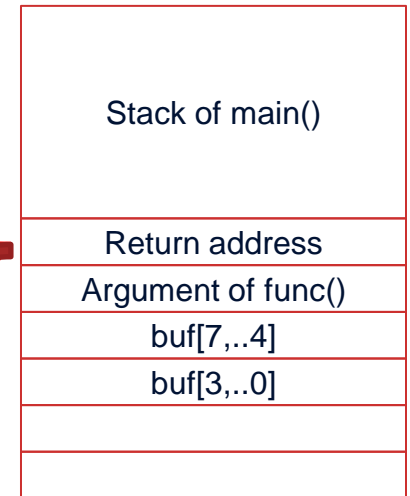 Stack of main()
Return address
Argument of func()
buf[7,..4]
buf[3,..0]